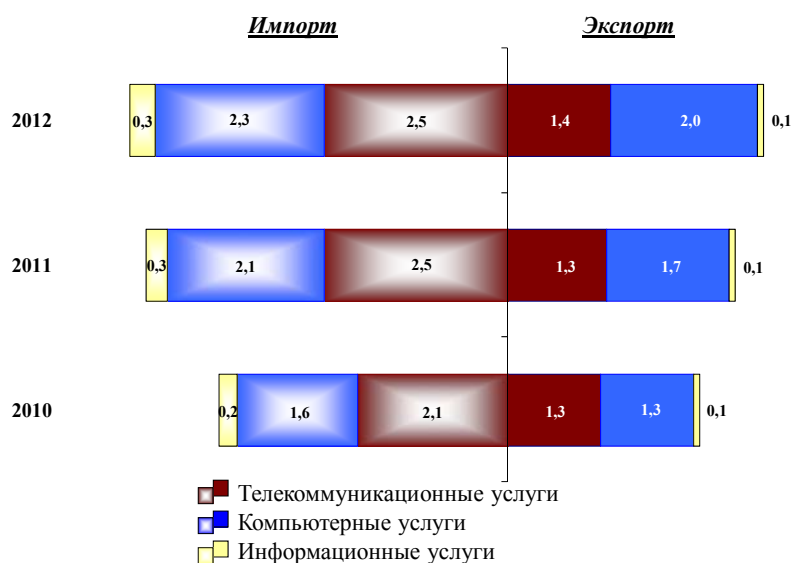 Импорт Экспорт
2012 0,3 2,3 2,5 1,4 2,0 0,1
2011 0,3 2,1 2,5 1,3 1,7 0,1
2010 0,2 1,6 2,1 1,3 1,3 0,1
Телекоммуникационные услуги
Компьютерные услуги
Информационные услуги